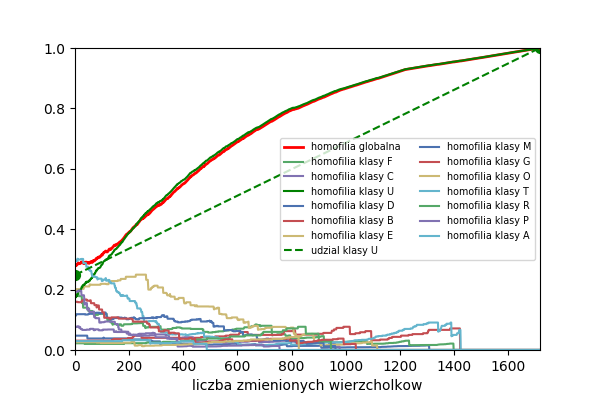 1.0
0.8
0.6
0.4
0.2
0.0
homofilia globalna
homofilia klasy F
homofilia klasy C
homofilia klasy U
homofilia klasy D
homofilia klasy B
homofilia klasy E
udzial klasy U
homofilia klasy M
homofilia klasy G
homofilia klasy O
homofilia klasy T
homofilia klasy R
homofilia klasy P
homofilia klasy A
0 200 400 600 800 1000 1200 1400 1600
liczba zmienionych wierzcholkow